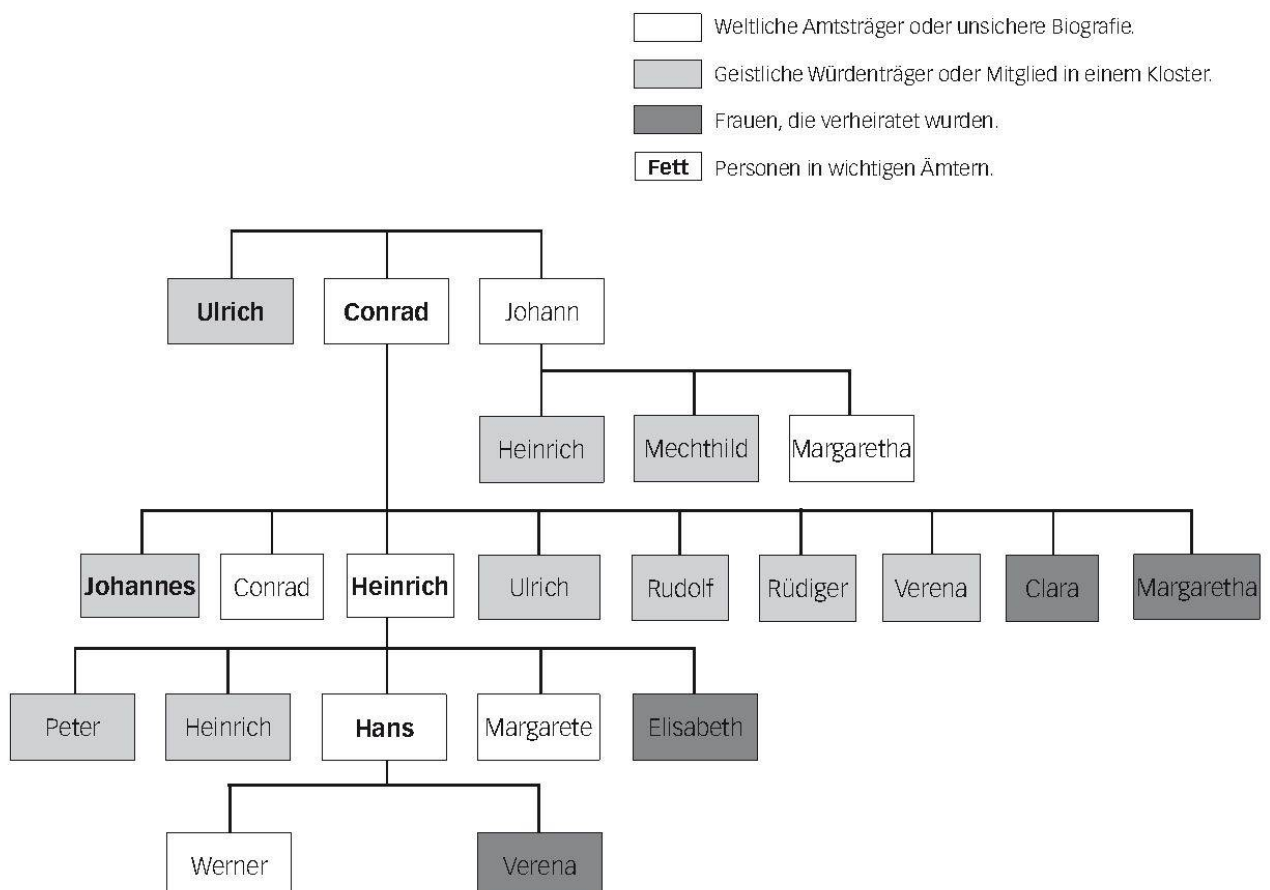 Weltliche Amtsträger oder unsichere Biografie.
Geistliche Würdenträger oder Mitglied in einem Kloster.
Frauen, die verheiratet wurden.
Fett Personen in wichtigen Ämtern.
Ulrich Conrad Johann
Heinrich Mechthild Margaretha
Johannes Conrad Heinrich Ulrich Rudolf Rüdiger Verena Clara Margaretha
Peter Heinrich Hans Margarete Elisabeth
Werner Verena